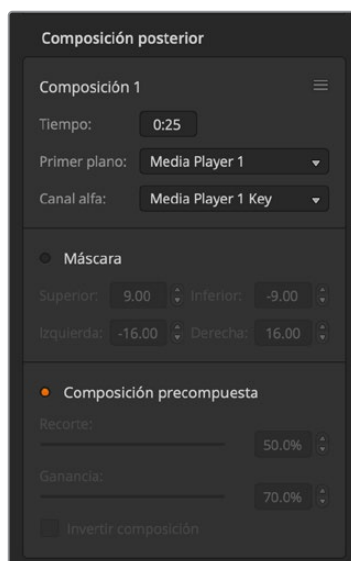 Composición posterior
Composición 1
Tiempo: 0:25
Primer plano: Media Player 1
Canal alfa: Media Player 1 Key
Máscara
Superior: 9.00 Inferior: -9.00
Izquierda: -16.00 Derecha: 16.00
Composición precompuesta
Recorte:
50.0%
Ganancia:
70.0%
Invertir composición